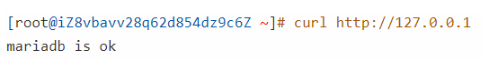 [root@iZ8vbavv28q62d854dz9c6Z ~]# curl http://127.0.0.1
mariadb is ok